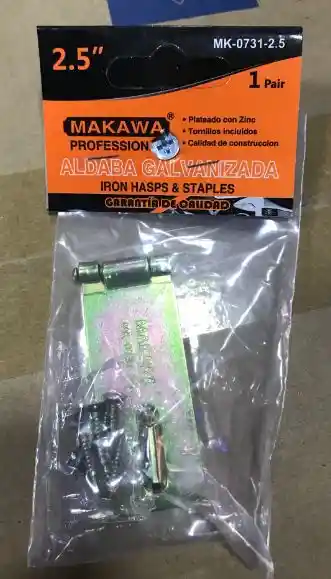 MK-0731-2.5
2.5"
1 Pair
MAKAWA®
PROFESSION
• Plateado con Zinc
• Tornillos incluidos
• Calidad de construccion
ALDABA GALVANIZADA
IRON HASPS & STAPLES
GARANTÍA DE CALIDAD
MAKAWA